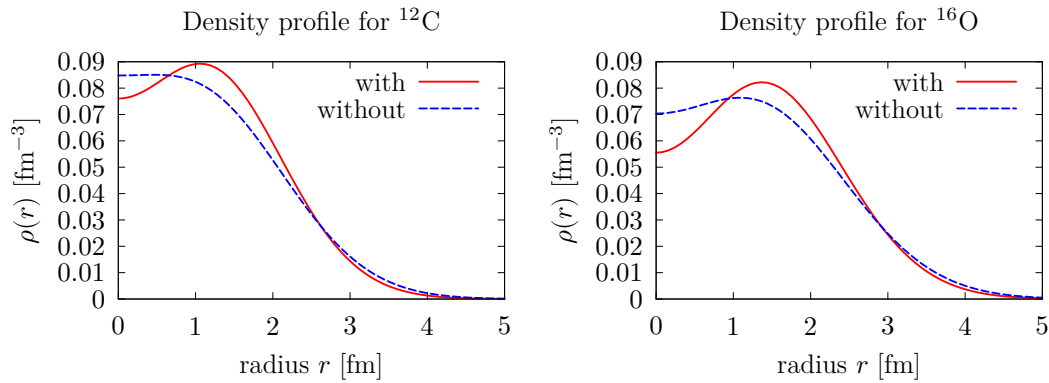 Density profile for ¹²C
ρ(r) [fm⁻³]
0.09
0.08
0.07
0.06
0.05
0.04
0.03
0.02
0.01
0
with
without
0 1 2 3 4 5
radius r [fm]
Density profile for ¹⁶O
ρ(r) [fm⁻³]
0.09
0.08
0.07
0.06
0.05
0.04
0.03
0.02
0.01
0
with
without
0 1 2 3 4 5
radius r [fm]